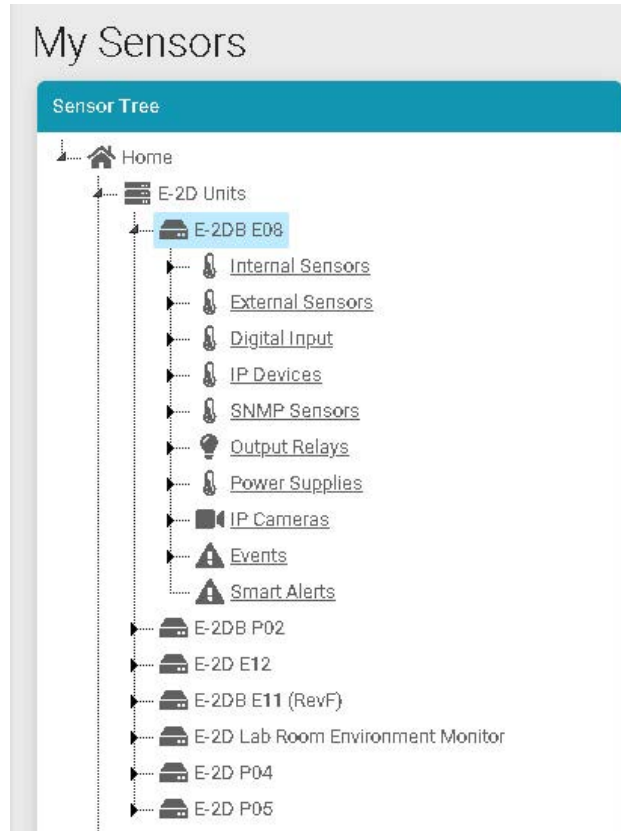 My Sensors
Sensor Tree
Home
E-2D Units
E-2DB E08
Internal Sensors
External Sensors
Digital Input
IP Devices
SNMP Sensors
Output Relays
Power Supplies
IP Cameras
Events
Smart Alerts
E-2DB P02
E-2D E12
E-2DB E11 (RevF)
E-2D Lab Room Environment Monitor
E-2D P04
E-2D P05